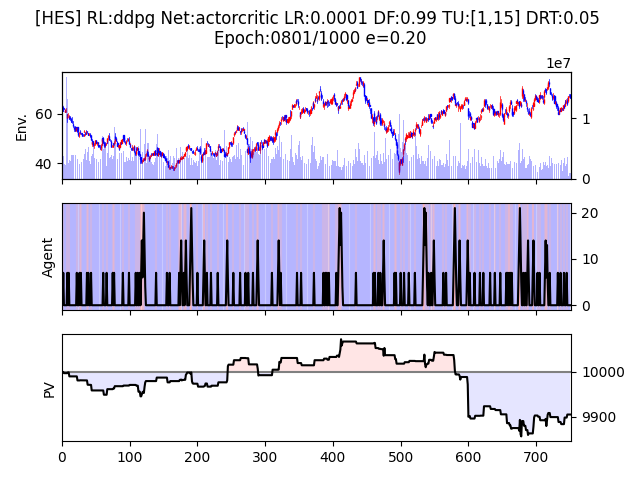 [HES] RL:ddpg Net:actorcritic LR:0.0001 DF:0.99 TU:[1,15] DRT:0.05
Epoch:0801/1000 e=0.20
1e7
Env.
60
40
1
0
Agent
20
10
0
PV
10000
9900
0 100 200 300 400 500 600 700